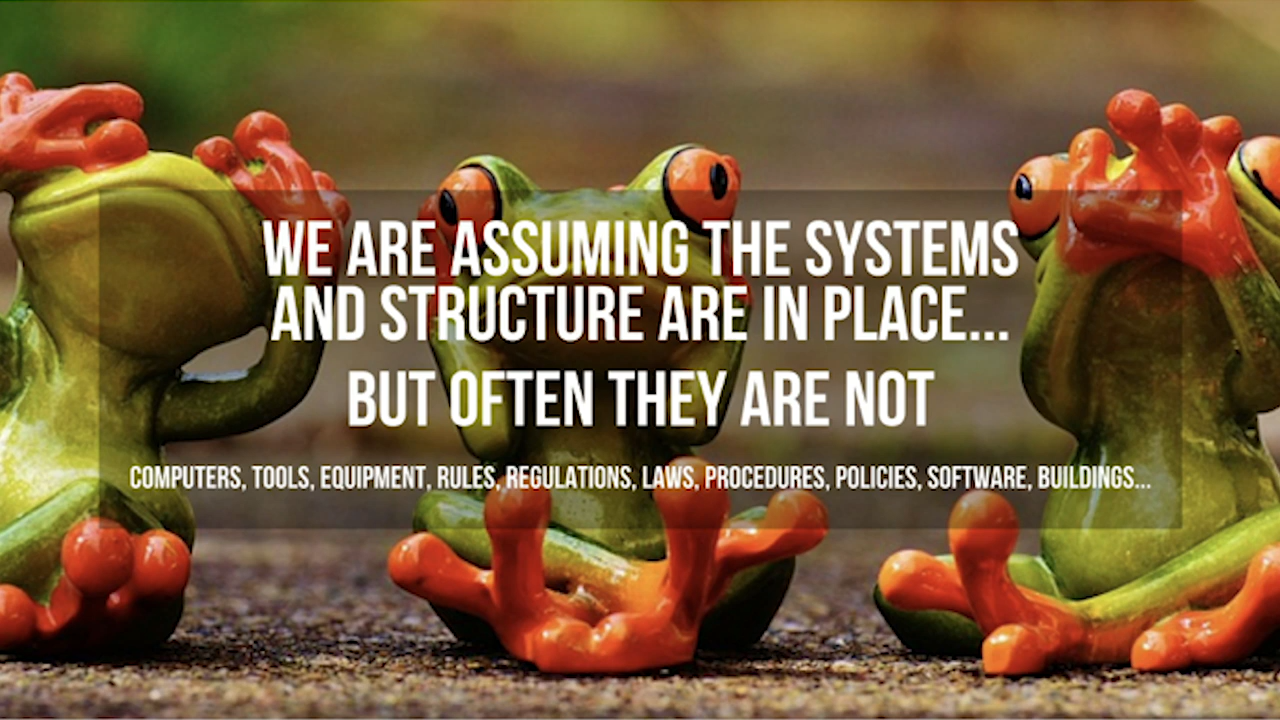 WE ARE ASSUMING THE SYSTEMS
AND STRUCTURE ARE IN PLACE...
BUT OFTEN THEY ARE NOT
COMPUTERS, TOOLS, EQUIPMENT, RULES, REGULATIONS, LAWS, PROCEDURES, POLICIES, SOFTWARE, BUILDINGS...